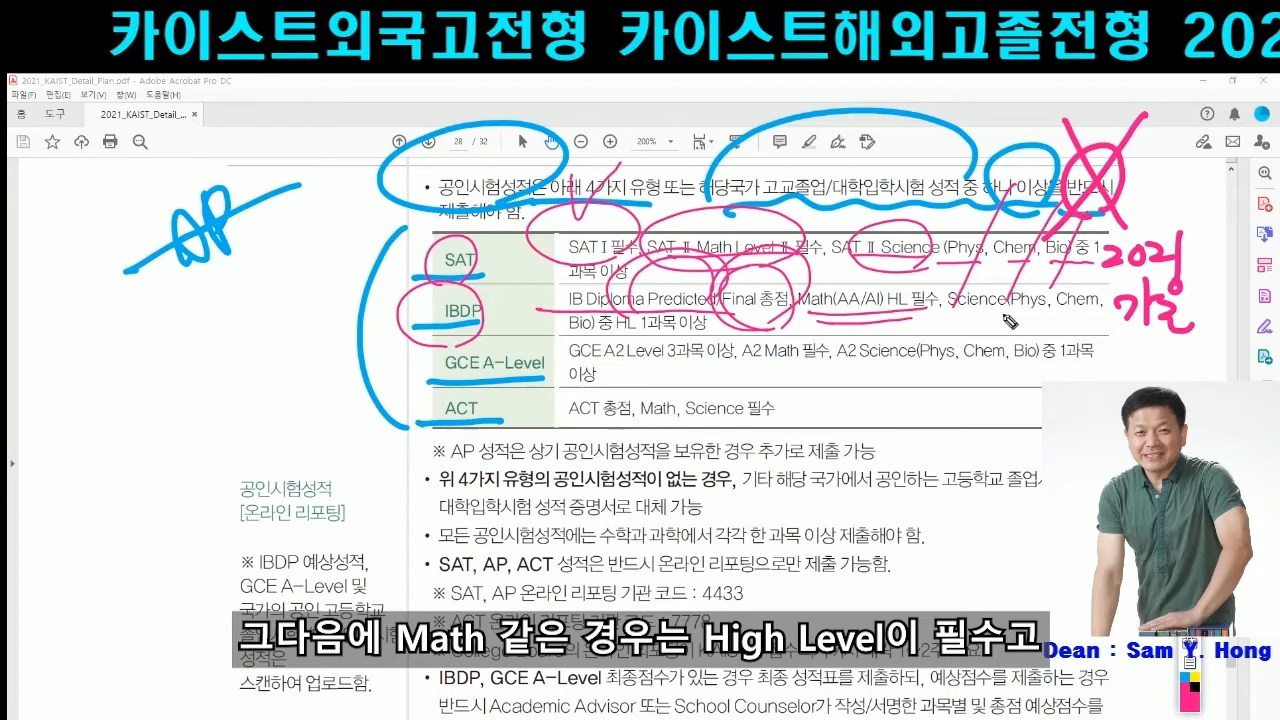 카이스트외국고전형 카이스트해외고졸전형 202
2021_KAIST_Detail_Plan.pdf - Adobe Acrobat Pro DC
파일(F) 편집(E) 보기(V) 창(W) 도움말(H)
홈 도구 2021_KAIST_Detail_... ×
28 / 32 200%
• 공인시험성적은 아래 4가지 유형 또는 해당국가 고교졸업/대학입학시험 성적 중 하나 이상을 반드시
제출해야 함.
AP
SAT
SAT I 필수, SAT Ⅱ Math Level Ⅱ 필수, SAT Ⅱ Science (Phys, Chem, Bio) 중 1
과목 이상
2021
기출
IBDP
IB Diploma Predicted/Final 총점, Math(AA/AI) HL 필수, Science(Phys, Chem,
Bio) 중 HL 1과목 이상
GCE A-Level
GCE A2 Level 3과목 이상, A2 Math 필수, A2 Science(Phys, Chem, Bio) 중 1과목
이상
ACT
ACT 총점, Math, Science 필수
※ AP 성적은 상기 공인시험성적을 보유한 경우 추가로 제출 가능
• 위 4가지 유형의 공인시험성적이 없는 경우, 기타 해당 국가에서 공인하는 고등학교 졸업
대학입학시험 성적 증명서로 대체 가능
• 모든 공인시험성적에는 수학과 과학에서 각각 한 과목 이상 제출해야 함.
• SAT, AP, ACT 성적은 반드시 온라인 리포팅으로만 제출 가능함.
※ SAT, AP 온라인 리포팅 기관 코드 : 4433
공인시험성적
[온라인 리포팅]
※ IBDP 예상성적,
GCE A-Level 및
국가의 공인 고등학교
성적은
스캔하여 업로드함.
그다음에 Math 같은 경우는 High Level이 필수고
Dean : Sam Y. Hong
• IBDP, GCE A-Level 최종점수가 있는 경우 최종 성적표를 제출하되, 예상점수를 제출하는 경우
반드시 Academic Advisor 또는 School Counselor가 작성/서명한 과목별 및 총점 예상점수를